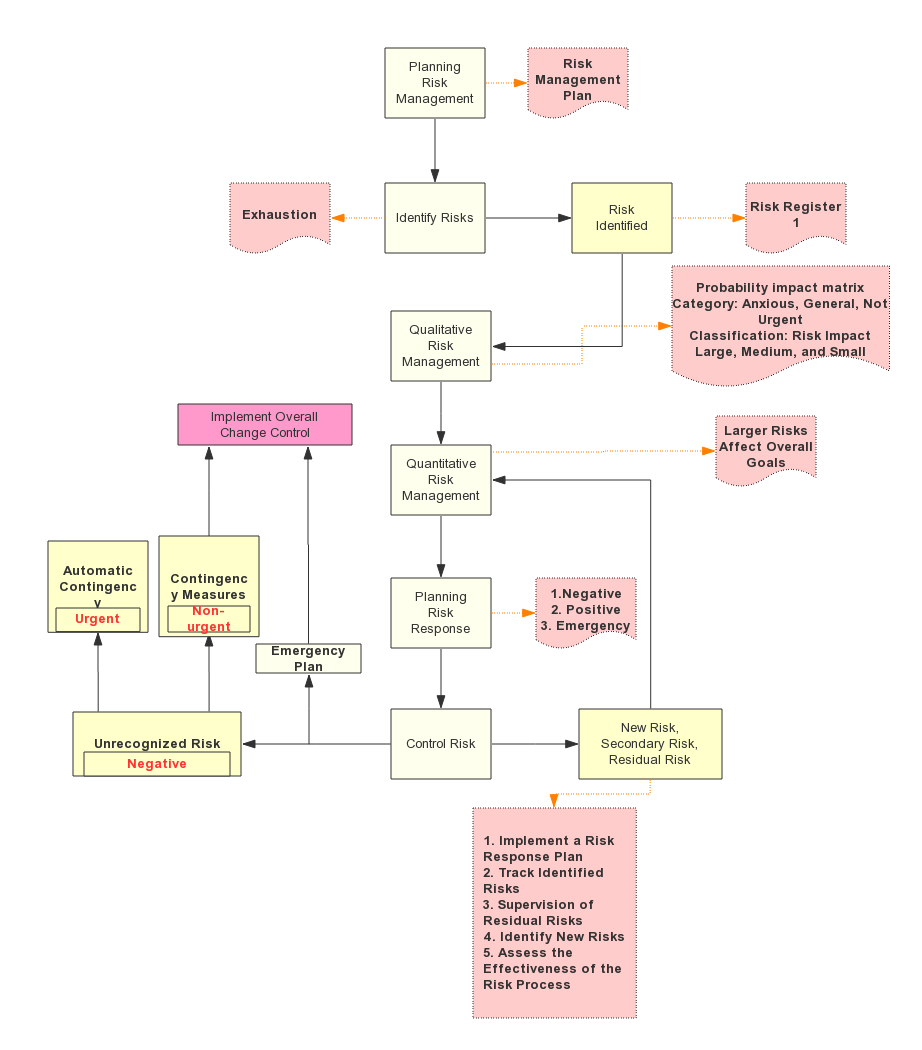 Planning
Risk
Management
Risk
Management
Plan
Exhaustion
Identify Risks
Risk
Identified
Risk Register
1
Probability impact matrix
Category: Anxious, General, Not
Urgent
Classification: Risk Impact
Large, Medium, and Small
Qualitative
Risk
Management
Implement Overall
Change Control
Larger Risks
Affect Overall
Goals
Quantitative
Risk
Management
Automatic
Contingenc
y
Urgent
Contingenc
y Measures
Non-
urgent
Planning
Risk
Response
1.Negative
2. Positive
3. Emergency
Emergency
Plan
Unrecognized Risk
Negative
Control Risk
New Risk,
Secondary Risk,
Residual Risk
1. Implement a Risk
Response Plan
2. Track Identified
Risks
3. Supervision of
Residual Risks
4. Identify New Risks
5. Assess the
Effectiveness of the
Risk Process